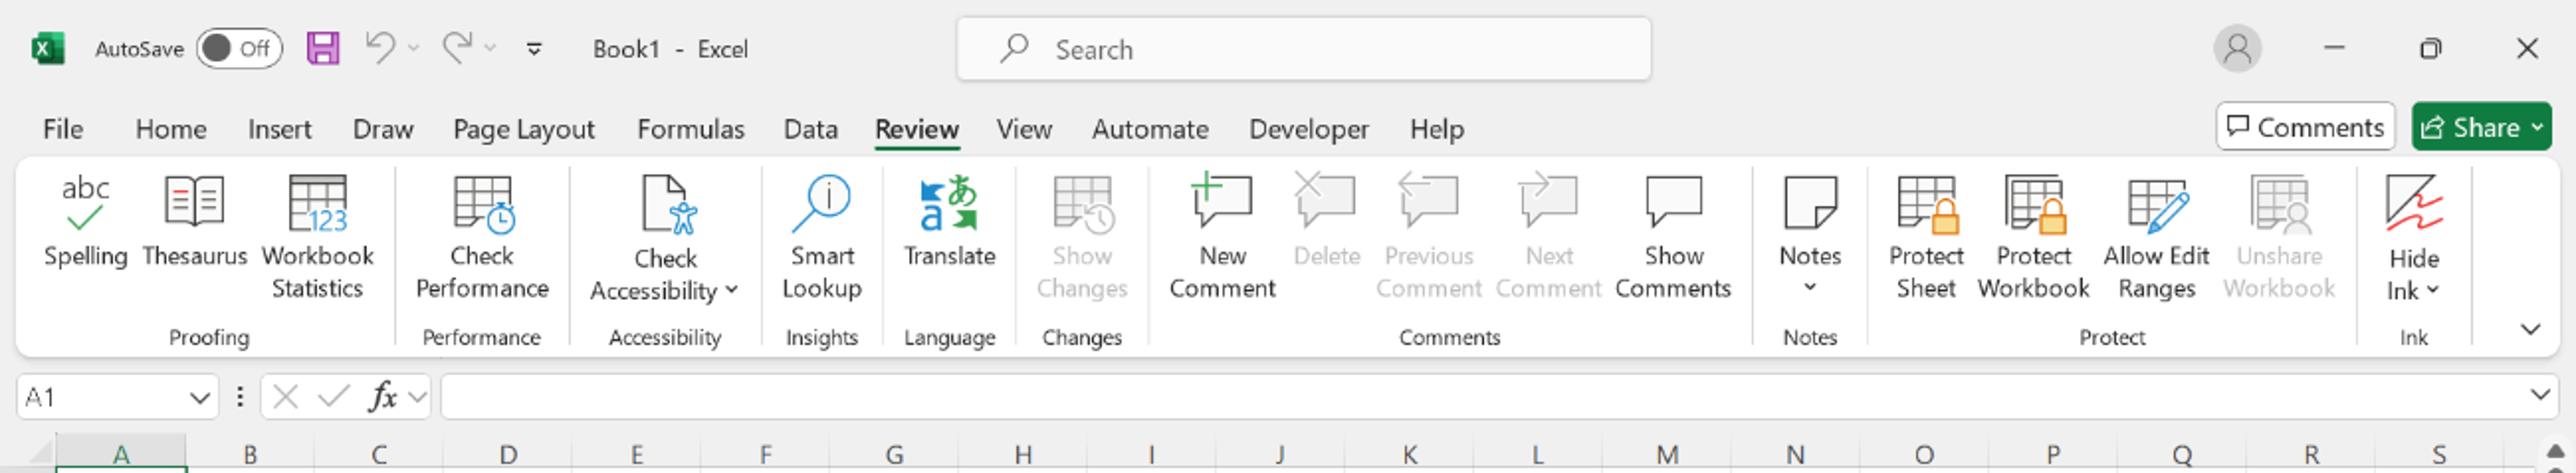 AutoSave Off Book1 - Excel Search
File Home Insert Draw Page Layout Formulas Data Review View Automate Developer Help Comments Share
abc
Spelling Thesaurus Workbook Statistics 123
Proofing
Check Performance
Performance
Check Accessibility
Accessibility
Smart Lookup
Insights
あ a
Translate
Language
Show Changes
Changes
New Comment Delete Previous Comment Next Comment Show Comments
Comments
Notes
Notes
Protect Sheet Protect Workbook Allow Edit Ranges Unshare Workbook
Protect
Hide Ink
Ink
A1 fx
A B C D E F G H I J K L M N O P Q R S